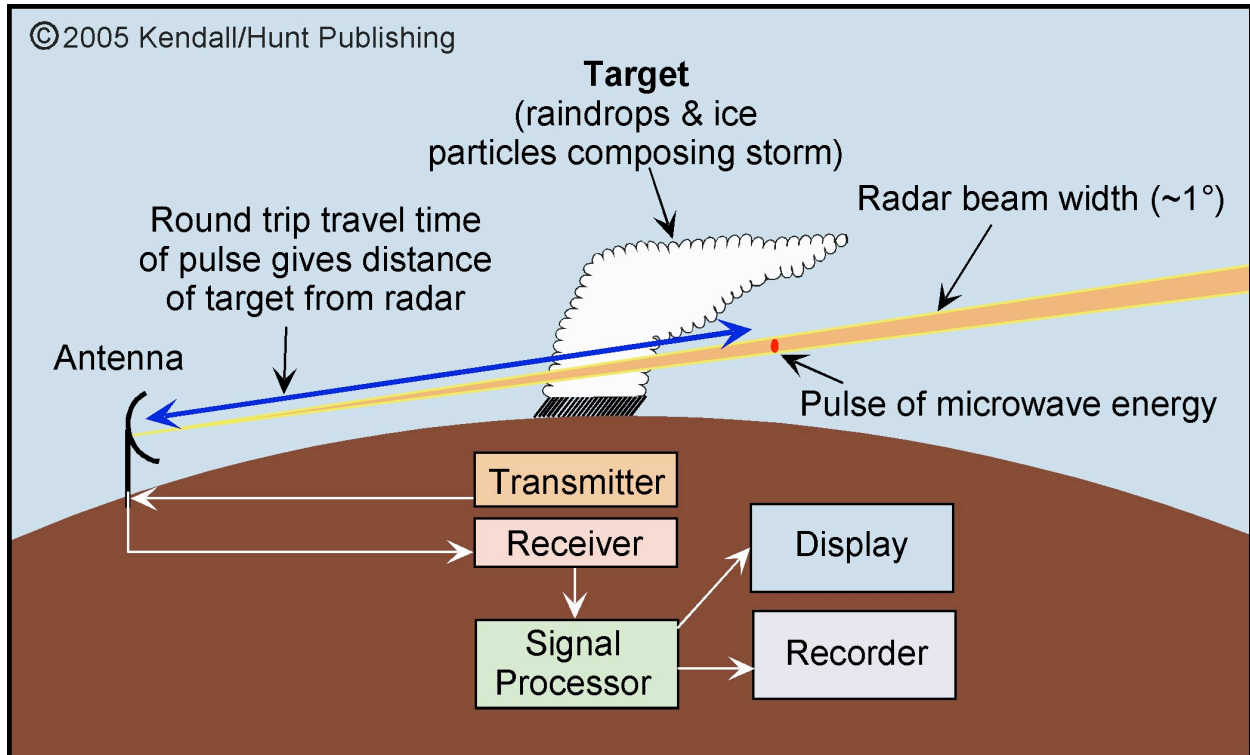 ©2005 Kendall/Hunt Publishing
Target
(raindrops & ice
particles composing storm)
Radar beam width (~1°)
Round trip travel time
of pulse gives distance
of target from radar
Antenna
Pulse of microwave energy
Transmitter
Receiver
Display
Signal
Processor
Recorder